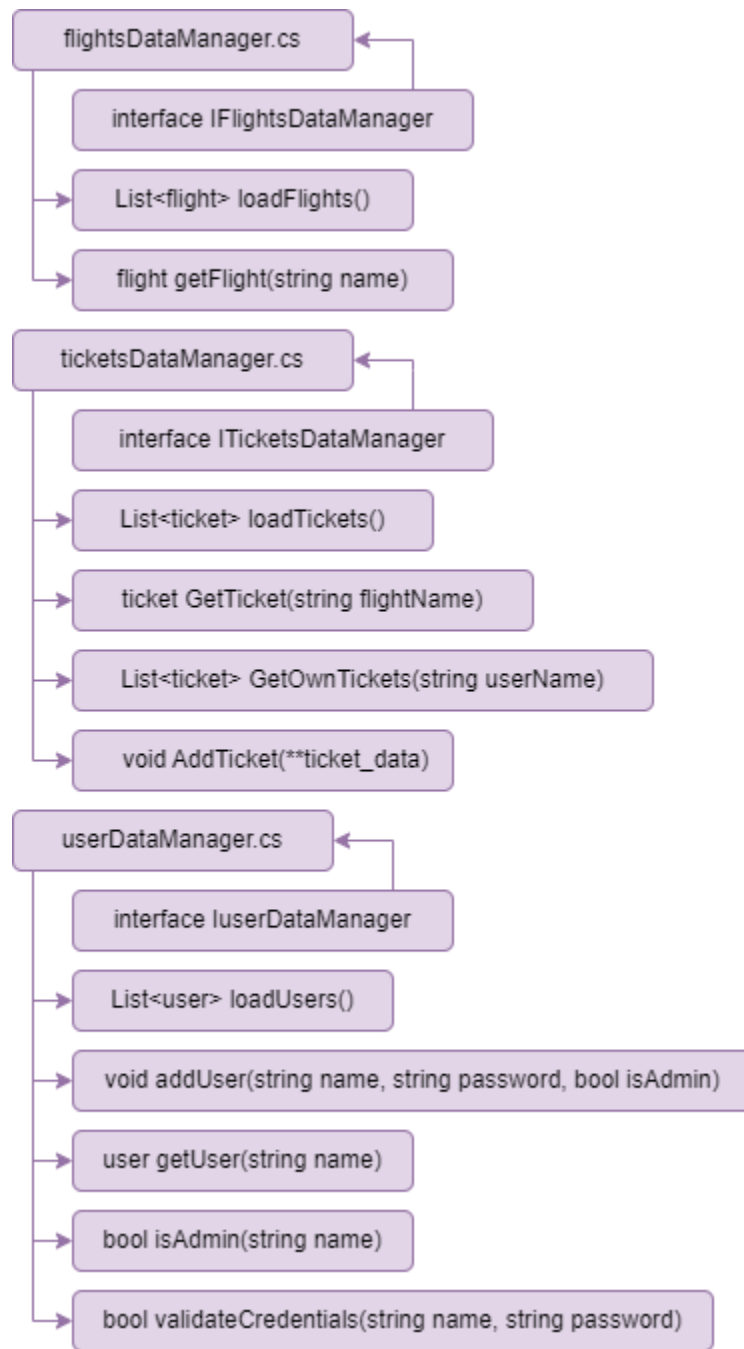 flightsDataManager.cs
interface IFlightsDataManager
List<flight> loadFlights()
flight getFlight(string name)
ticketsDataManager.cs
interface ITicketsDataManager
List<ticket> loadTickets()
ticket GetTicket(string flightName)
List<ticket> GetOwnTickets(string userName)
void AddTicket(**ticket_data)
userDataManager.cs
interface IuserDataManager
List<user> loadUsers()
void addUser(string name, string password, bool isAdmin)
user getUser(string name)
bool isAdmin(string name)
bool validateCredentials(string name, string password)